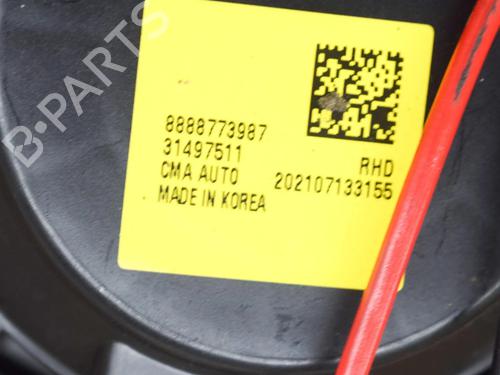 B-PARTS
8888773987
31497511
CMA AUTO
MADE IN KOREA
RHD
202107133155